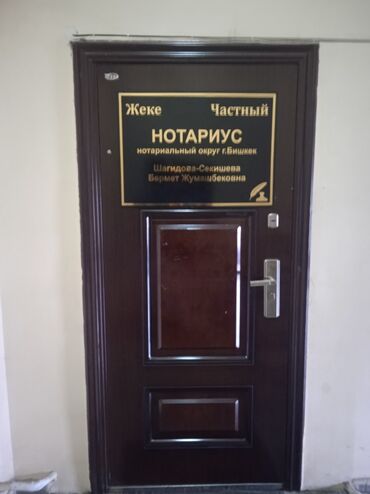 Жеке Частный
НОТАРИУС
нотариальный округ г.Бишкек
Шагидова-Секишева
Бермет Жумашбековна